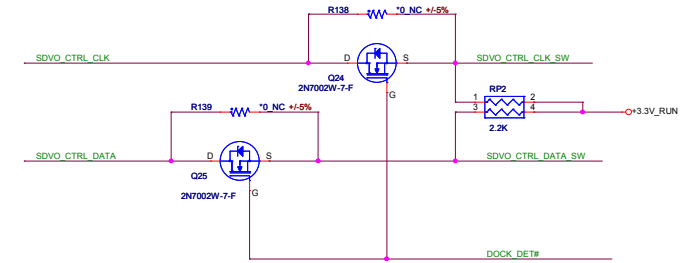 R138 *0_NC +/-5%
SDVO_CTRL_CLK D S SDVO_CTRL_CLK_SW
Q24
2N7002W-7-F
G
RP2
1 2
3 4
+3.3V_RUN
2.2K
R139 *0_NC +/-5%
SDVO_CTRL_DATA D S SDVO_CTRL_DATA_SW
Q25
2N7002W-7-F
G
DOCK_DET#